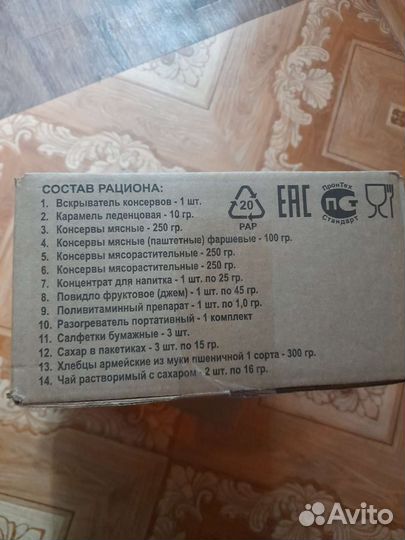 СОСТАВ РАЦИОНА:
1. Вскрыватель консервов - 1 шт.
2. Карамель леденцовая - 10 гр.
3. Консервы мясные - 250 гр.
4. Консервы мясные (паштетные) фаршевые - 100 гр.
5. Консервы мясорастительные - 250 гр.
6. Консервы мясорастительные - 250 гр.
7. Концентрат для напитка - 1 шт. по 25 гр.
8. Повидло фруктовое (джем) - 1 шт. по 45 гр.
9. Поливитаминный препарат - 1 шт. по 1,0 гр.
10. Разогреватель портативный - 1 комплект
11. Салфетки бумажные - 3 шт.
12. Сахар в пакетиках - 3 шт. по 15 гр.
13. Хлебцы армейские из муки пшеничной 1 сорта - 300 гр.
14. Чай растворимый с сахаром - 2 шт. по 16 гр.
20
PAP
EAC
ПромТех
ПС
Стандарт
Avito